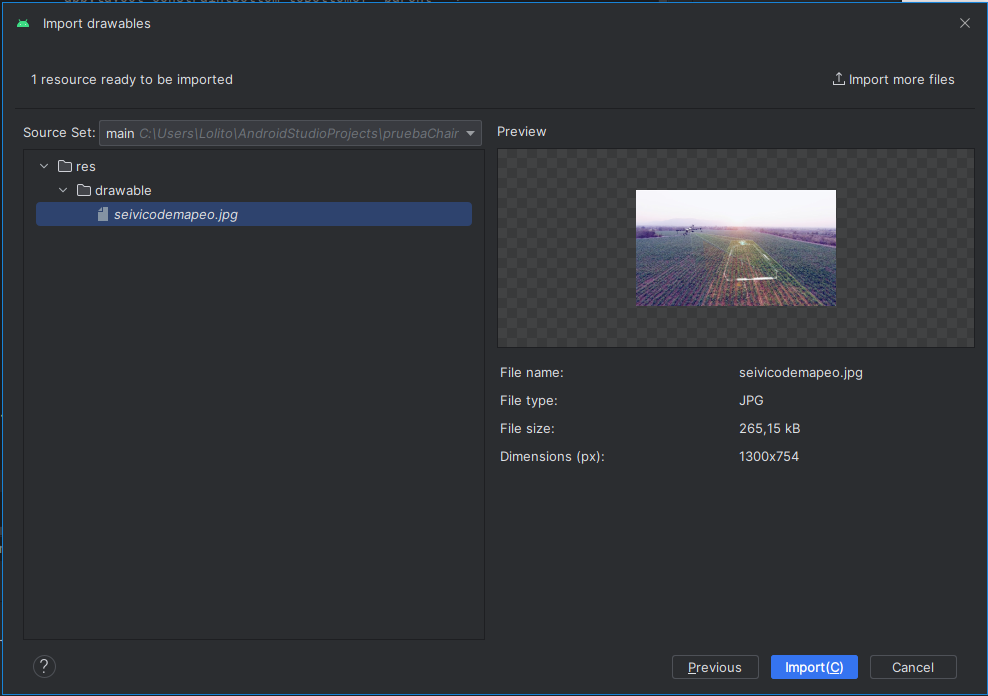 Import drawables
1 resource ready to be imported
Import more files
Source Set: main C:\Users\Lolito\AndroidStudioProjects\pruebaChair
Preview
res
drawable
seivicodemapeo.jpg
File name: seivicodemapeo.jpg
File type: JPG
File size: 265,15 kB
Dimensions (px): 1300x754
?
Previous
Import(C)
Cancel